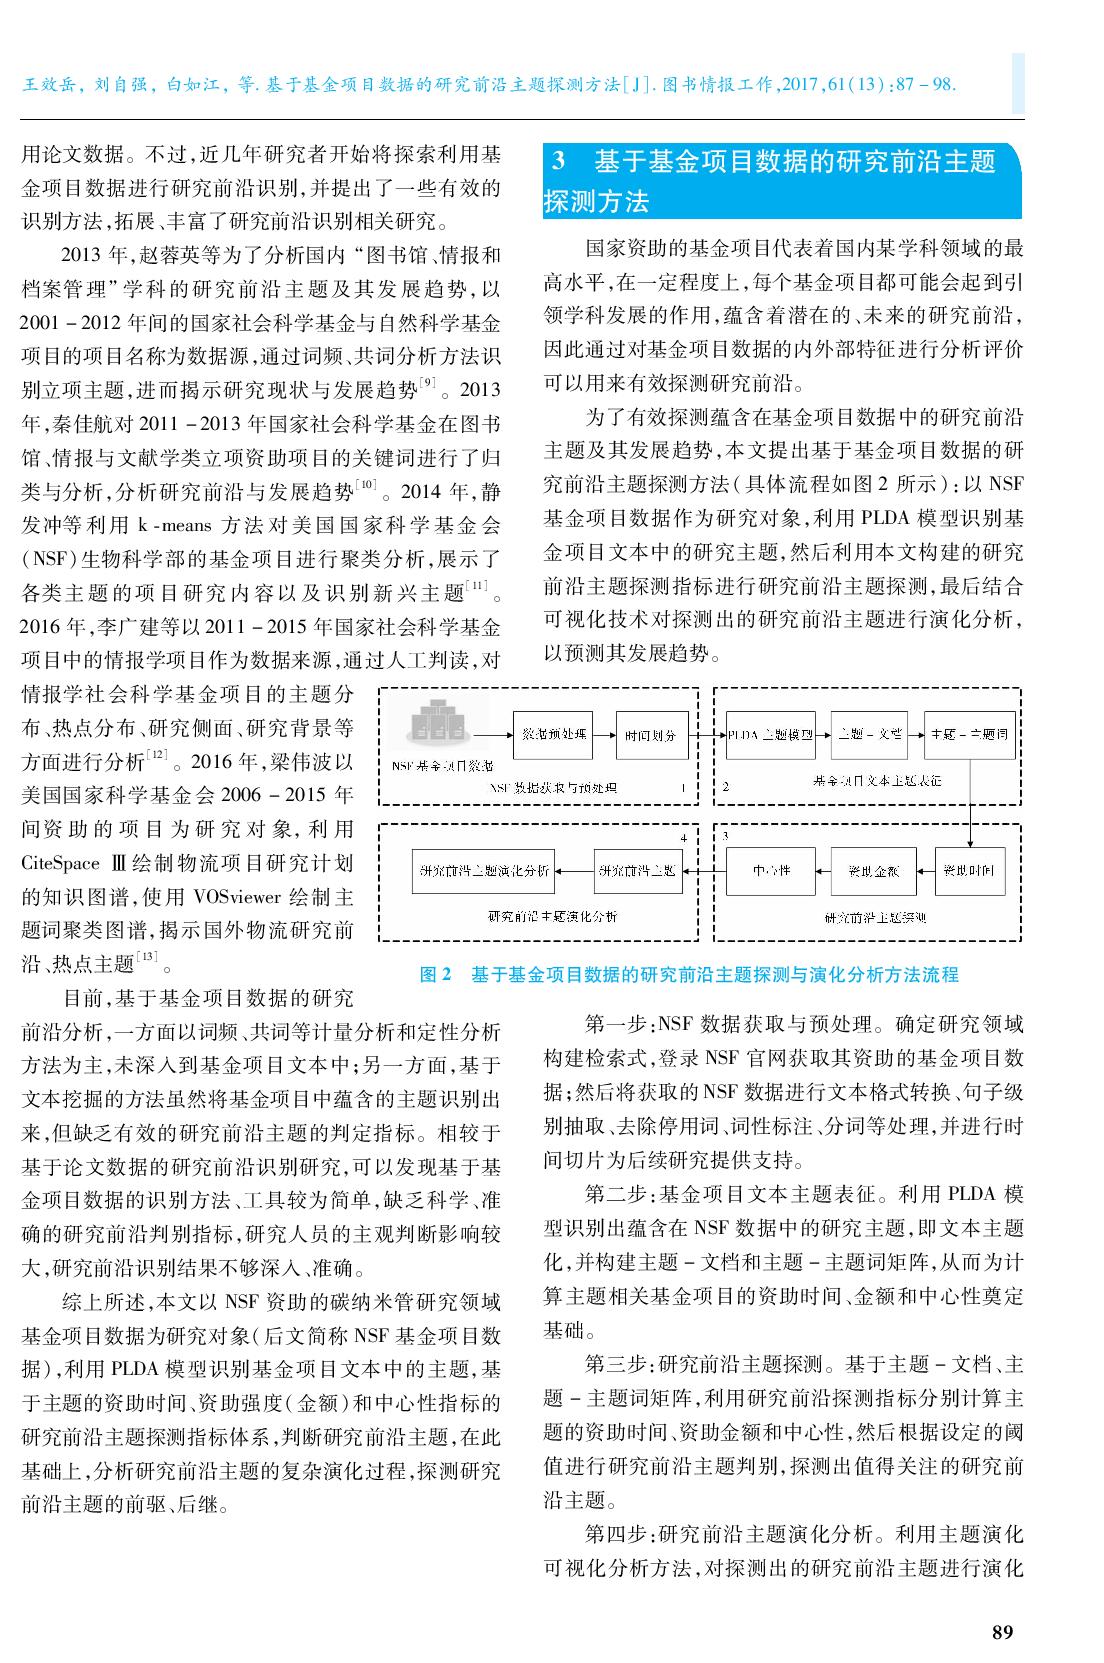 王效岳, 刘自强, 白如江, 等. 基于基金项目数据的研究前沿主题探测方法[J]. 图书情报工作,2017,61(13):87-98.
用论文数据。不过,近几年研究者开始将探索利用基
金项目数据进行研究前沿识别,并提出了一些有效的
识别方法,拓展、丰富了研究前沿识别相关研究。
2013 年,赵蓉英等为了分析国内 “图书馆、情报和
档案管理”学科的研究前沿主题及其发展趋势,以
2001-2012 年间的国家社会科学基金与自然科学基金
项目的项目名称为数据源,通过词频、共词分析方法识
别立项主题,进而揭示研究现状与发展趋势[9]。2013
年,秦佳航对 2011-2013 年国家社会科学基金在图书
馆、情报与文献学类立项资助项目的关键词进行了归
类与分析,分析研究前沿与发展趋势[10]。2014 年,静
发冲等利用 k-means 方法对美国国家科学基金会
(NSF)生物科学部的基金项目进行聚类分析,展示了
各类主题的项目研究内容以及识别新兴主题[11]。
2016 年,李广建等以 2011-2015 年国家社会科学基金
项目中的情报学项目作为数据来源,通过人工判读,对
情报学社会科学基金项目的主题分
布、热点分布、研究侧面、研究背景等
方面进行分析[12]。2016 年,梁伟波以
美国国家科学基金会 2006-2015 年
间资助的项目为研究对象,利用
CiteSpace Ⅲ绘制物流项目研究计划
的知识图谱,使用 VOSviewer 绘制主
题词聚类图谱,揭示国外物流研究前
沿、热点主题[13]。
目前,基于基金项目数据的研究
前沿分析,一方面以词频、共词等计量分析和定性分析
方法为主,未深入到基金项目文本中;另一方面,基于
文本挖掘的方法虽然将基金项目中蕴含的主题识别出
来,但缺乏有效的研究前沿主题的判定指标。相较于
基于论文数据的研究前沿识别研究,可以发现基于基
金项目数据的识别方法、工具较为简单,缺乏科学、准
确的研究前沿判别指标,研究人员的主观判断影响较
大,研究前沿识别结果不够深入、准确。
综上所述,本文以 NSF 资助的碳纳米管研究领域
基金项目数据为研究对象(后文简称 NSF 基金项目数
据),利用 PLDA 模型识别基金项目文本中的主题,基
于主题的资助时间、资助强度(金额)和中心性指标的
研究前沿主题探测指标体系,判断研究前沿主题,在此
基础上,分析研究前沿主题的复杂演化过程,探测研究
前沿主题的前驱、后继。
3 基于基金项目数据的研究前沿主题
探测方法
国家资助的基金项目代表着国内某学科领域的最
高水平,在一定程度上,每个基金项目都可能会起到引
领学科发展的作用,蕴含着潜在的、未来的研究前沿,
因此通过对基金项目数据的内外部特征进行分析评价
可以用来有效探测研究前沿。
为了有效探测蕴含在基金项目数据中的研究前沿
主题及其发展趋势,本文提出基于基金项目数据的研
究前沿主题探测方法(具体流程如图 2 所示):以 NSF
基金项目数据作为研究对象,利用 PLDA 模型识别基
金项目文本中的研究主题,然后利用本文构建的研究
前沿主题探测指标进行研究前沿主题探测,最后结合
可视化技术对探测出的研究前沿主题进行演化分析,
以预测其发展趋势。
NSF 基金项目数据
数据预处理
时间划分
NSF 数据获取与预处理
1
PLDA 主题模型
主题-文档
主题-主题词
2
基金项目文本主题表征
3
资助时间
资助金额
中心性
研究前沿主题探测
4
研究前沿主题
研究前沿主题演化分析
研究前沿主题演化分析
图 2 基于基金项目数据的研究前沿主题探测与演化分析方法流程
第一步:NSF 数据获取与预处理。确定研究领域
构建检索式,登录 NSF 官网获取其资助的基金项目数
据;然后将获取的 NSF 数据进行文本格式转换、句子级
别抽取、去除停用词、词性标注、分词等处理,并进行时
间切片为后续研究提供支持。
第二步:基金项目文本主题表征。利用 PLDA 模
型识别出蕴含在 NSF 数据中的研究主题,即文本主题
化,并构建主题-文档和主题-主题词矩阵,从而为计
算主题相关基金项目的资助时间、金额和中心性奠定
基础。
第三步:研究前沿主题探测。基于主题-文档、主
题-主题词矩阵,利用研究前沿探测指标分别计算主
题的资助时间、资助金额和中心性,然后根据设定的阈
值进行研究前沿主题判别,探测出值得关注的研究前
沿主题。
第四步:研究前沿主题演化分析。利用主题演化
可视化分析方法,对探测出的研究前沿主题进行演化
89